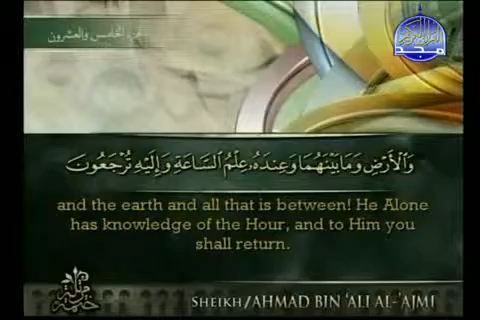 الجزء الخامس والعشرون
وَالْأَرْضِ وَمَا بَيْنَهُمَا وَعِندَهُ عِلْمُ السَّاعَةِ وَإِلَيْهِ تُرْجَعُونَ
and the earth and all that is between! He Alone
has knowledge of the Hour, and to Him you
shall return.
SHEIKH/AHMAD BIN 'ALI AL-'AJMI